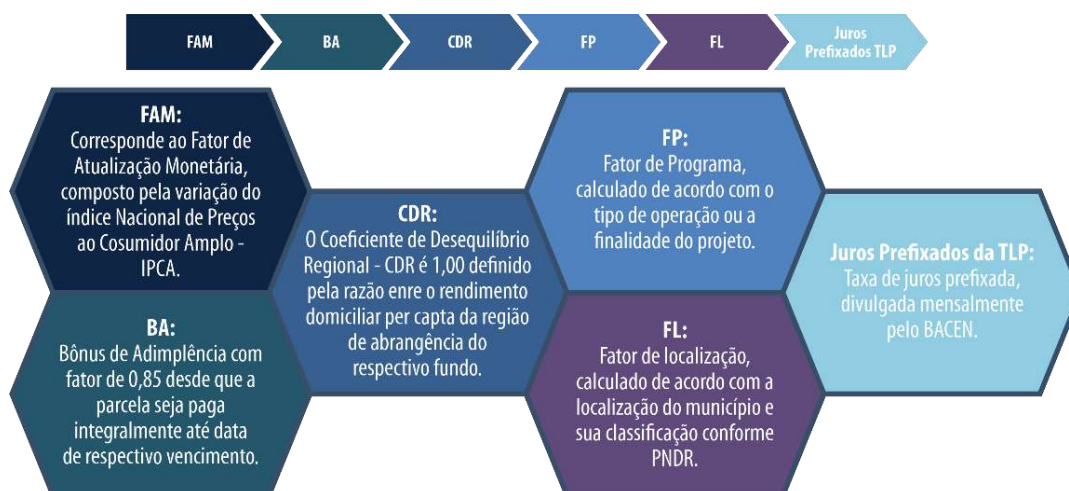 FAM
BA
CDR
FP
FL
Juros
Prefixados TLP
FAM:
Corresponde ao Fator de
Atualização Monetária,
composto pela variação do
índice Nacional de Preços
ao Cosumidor Amplo -
IPCA.
BA:
Bônus de Adimplência com
fator de 0,85 desde que a
parcela seja paga
integralmente até data
de respectivo vencimento.
CDR:
O Coeficiente de Desequilíbrio
Regional - CDR é 1,00 definido
pela razão enre o rendimento
domiciliar per capta da região
de abrangência do
respectivo fundo.
FP:
Fator de Programa,
calculado de acordo com o
tipo de operação ou a
finalidade do projeto.
FL:
Fator de localização,
calculado de acordo com a
localização do município e
sua classificação conforme
PNDR.
Juros Prefixados da TLP:
Taxa de juros prefixada,
divulgada mensalmente
pelo BACEN.